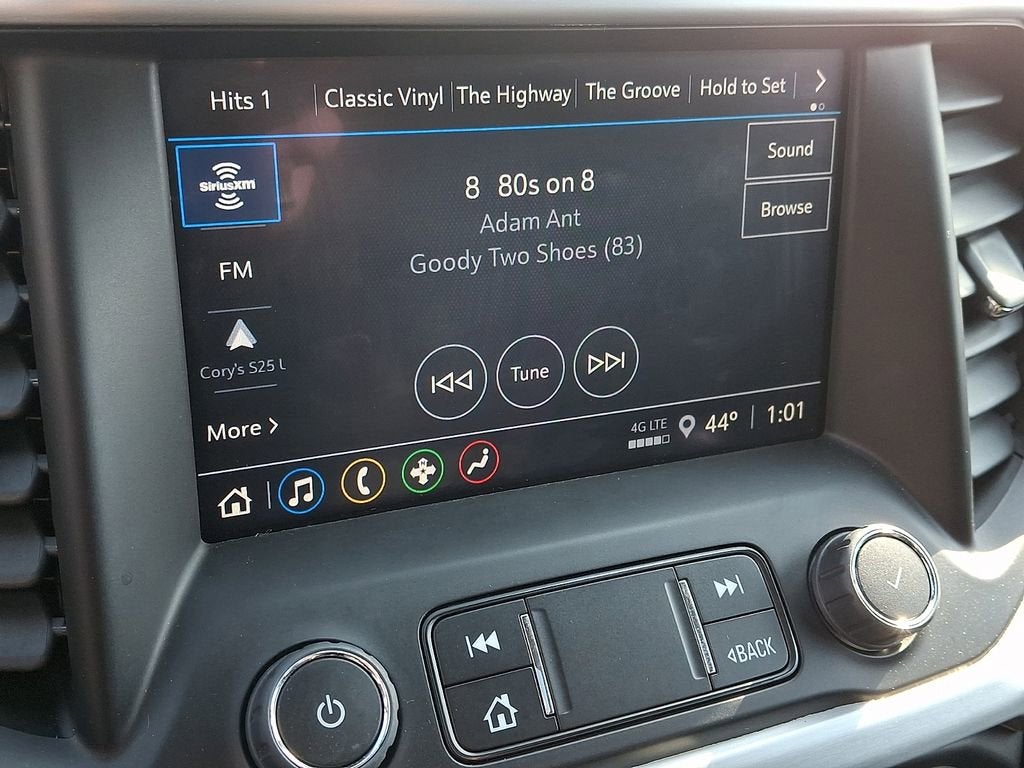 Hits 1
Classic Vinyl
The Highway
The Groove
Hold to Set
SiriusXM
FM
Cory's S25 U
More
8 80s on 8
Adam Ant
Goody Two Shoes (83)
Sound
Browse
Tune
4G LTE
44°
1:01
BACK